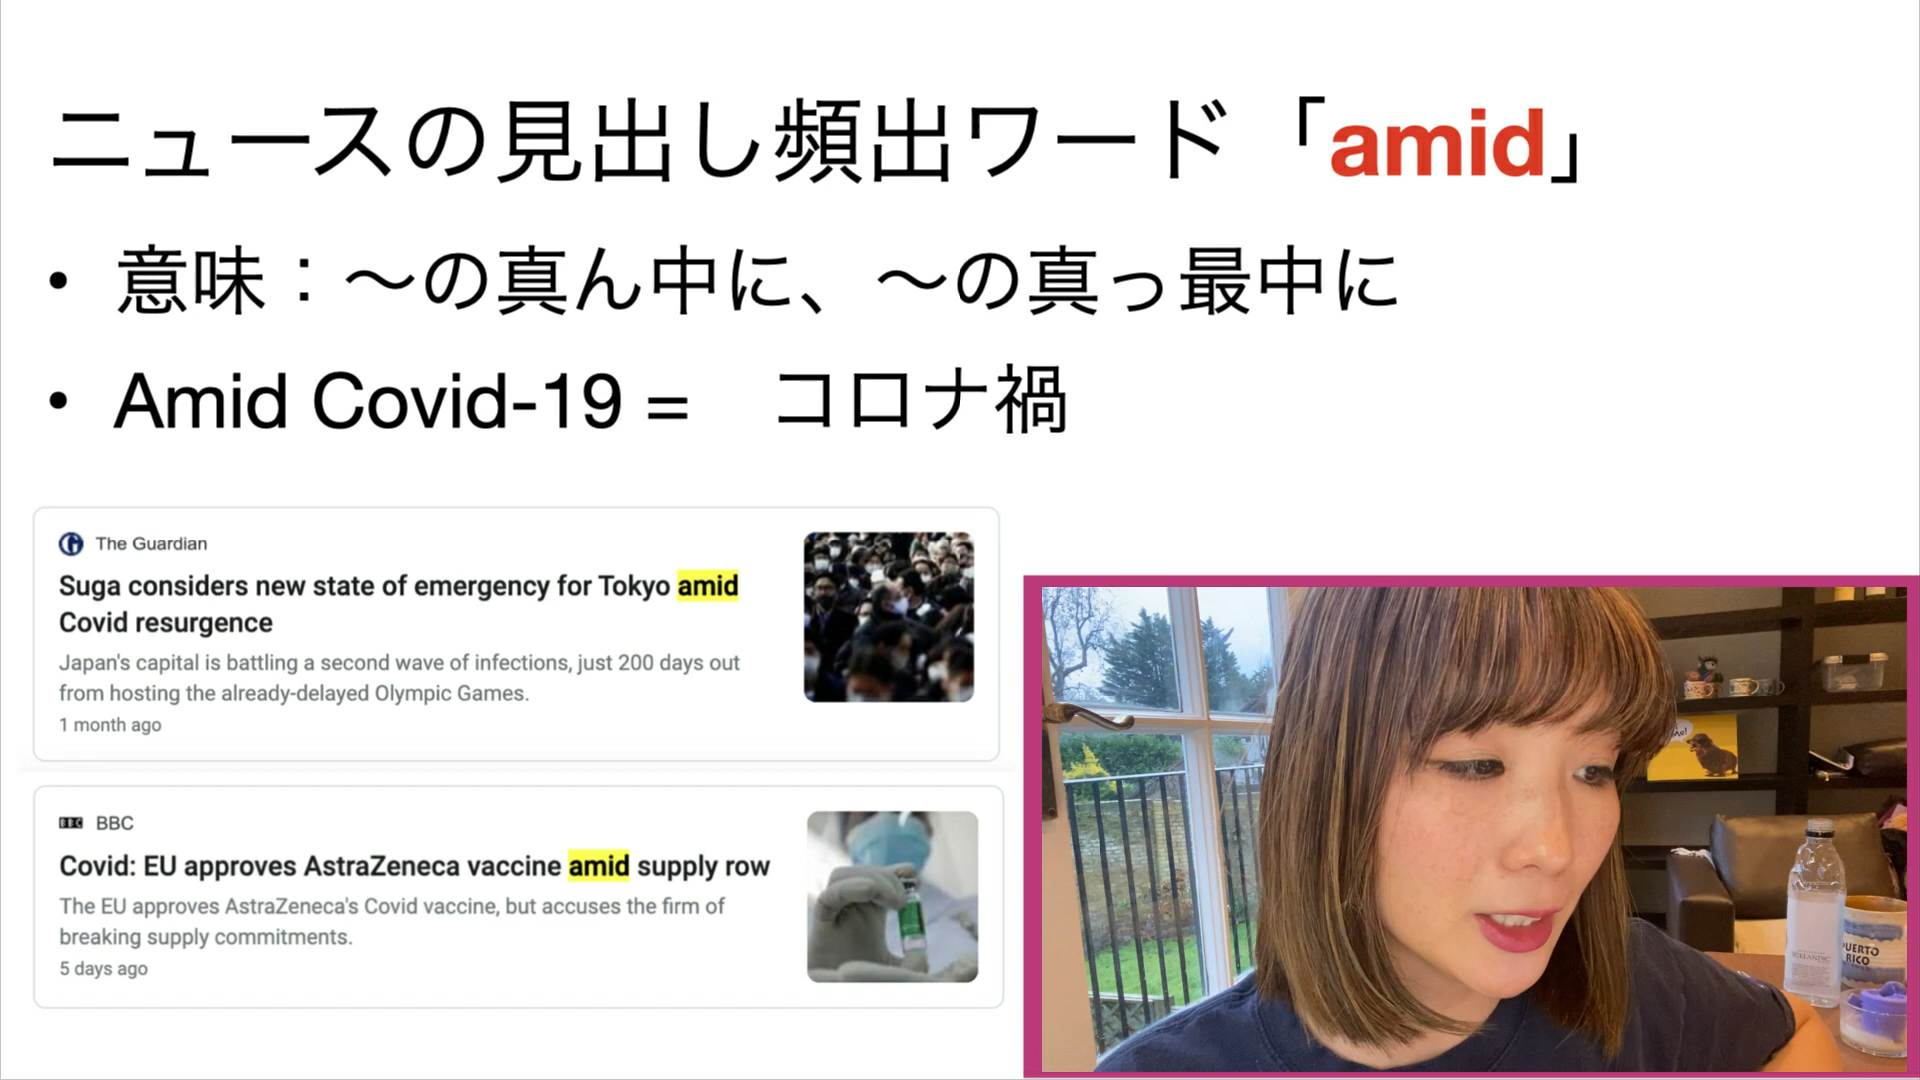 ニュースの見出し頻出ワード「amid」
• 意味：〜の真ん中に、〜の真っ最中に
• Amid Covid-19 =　コロナ禍
The Guardian
Suga considers new state of emergency for Tokyo amid
Covid resurgence
Japan's capital is battling a second wave of infections, just 200 days out
from hosting the already-delayed Olympic Games.
1 month ago
BBC BBC
Covid: EU approves AstraZeneca vaccine amid supply row
The EU approves AstraZeneca's Covid vaccine, but accuses the firm of
breaking supply commitments.
5 days ago
PUERTO
RICO
ICELANDIC